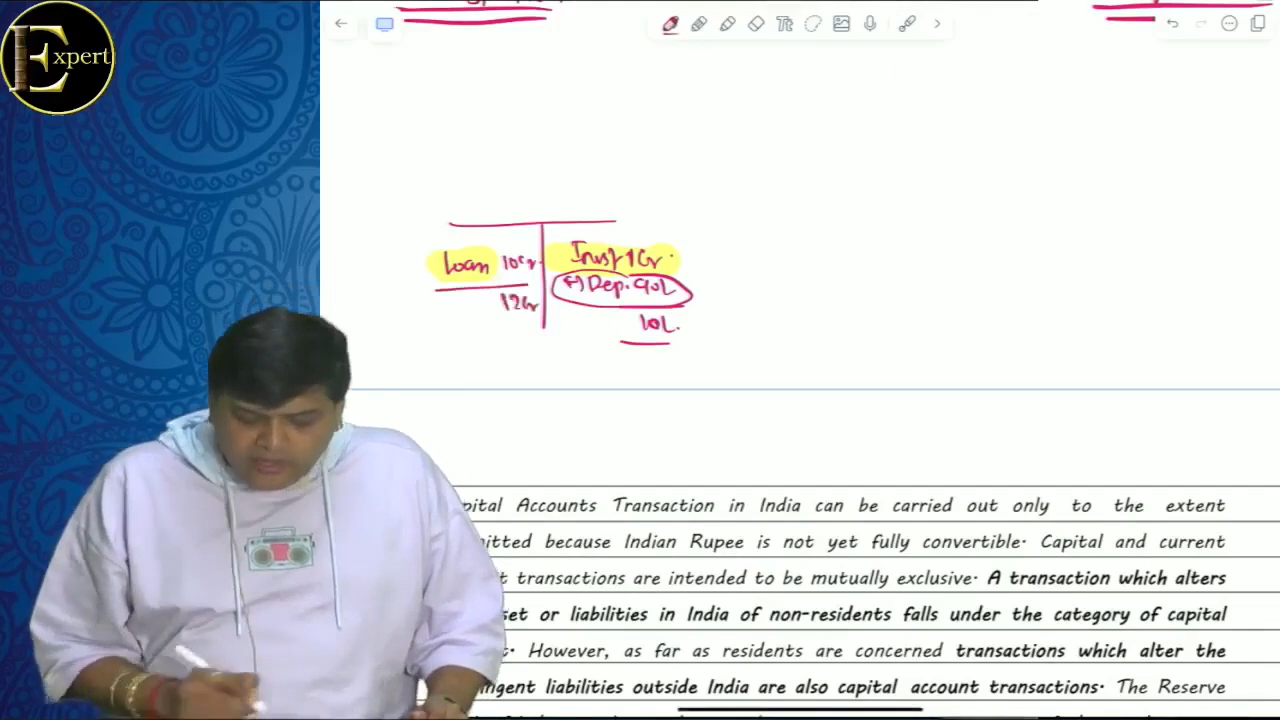 Expert
Tt
Loan 10Cr.
12Cr
Inst 1Cr.
(-) Dep. 90L
10L.
pital Accounts Transaction in India can be carried out only to the extent
itted because Indian Rupee is not yet fully convertible. Capital and current
t transactions are intended to be mutually exclusive. A transaction which alters
set or liabilities in India of non-residents falls under the category of capital
t. However, as far as residents are concerned transactions which alter the
ngent liabilities outside India are also capital account transactions. The Reserve